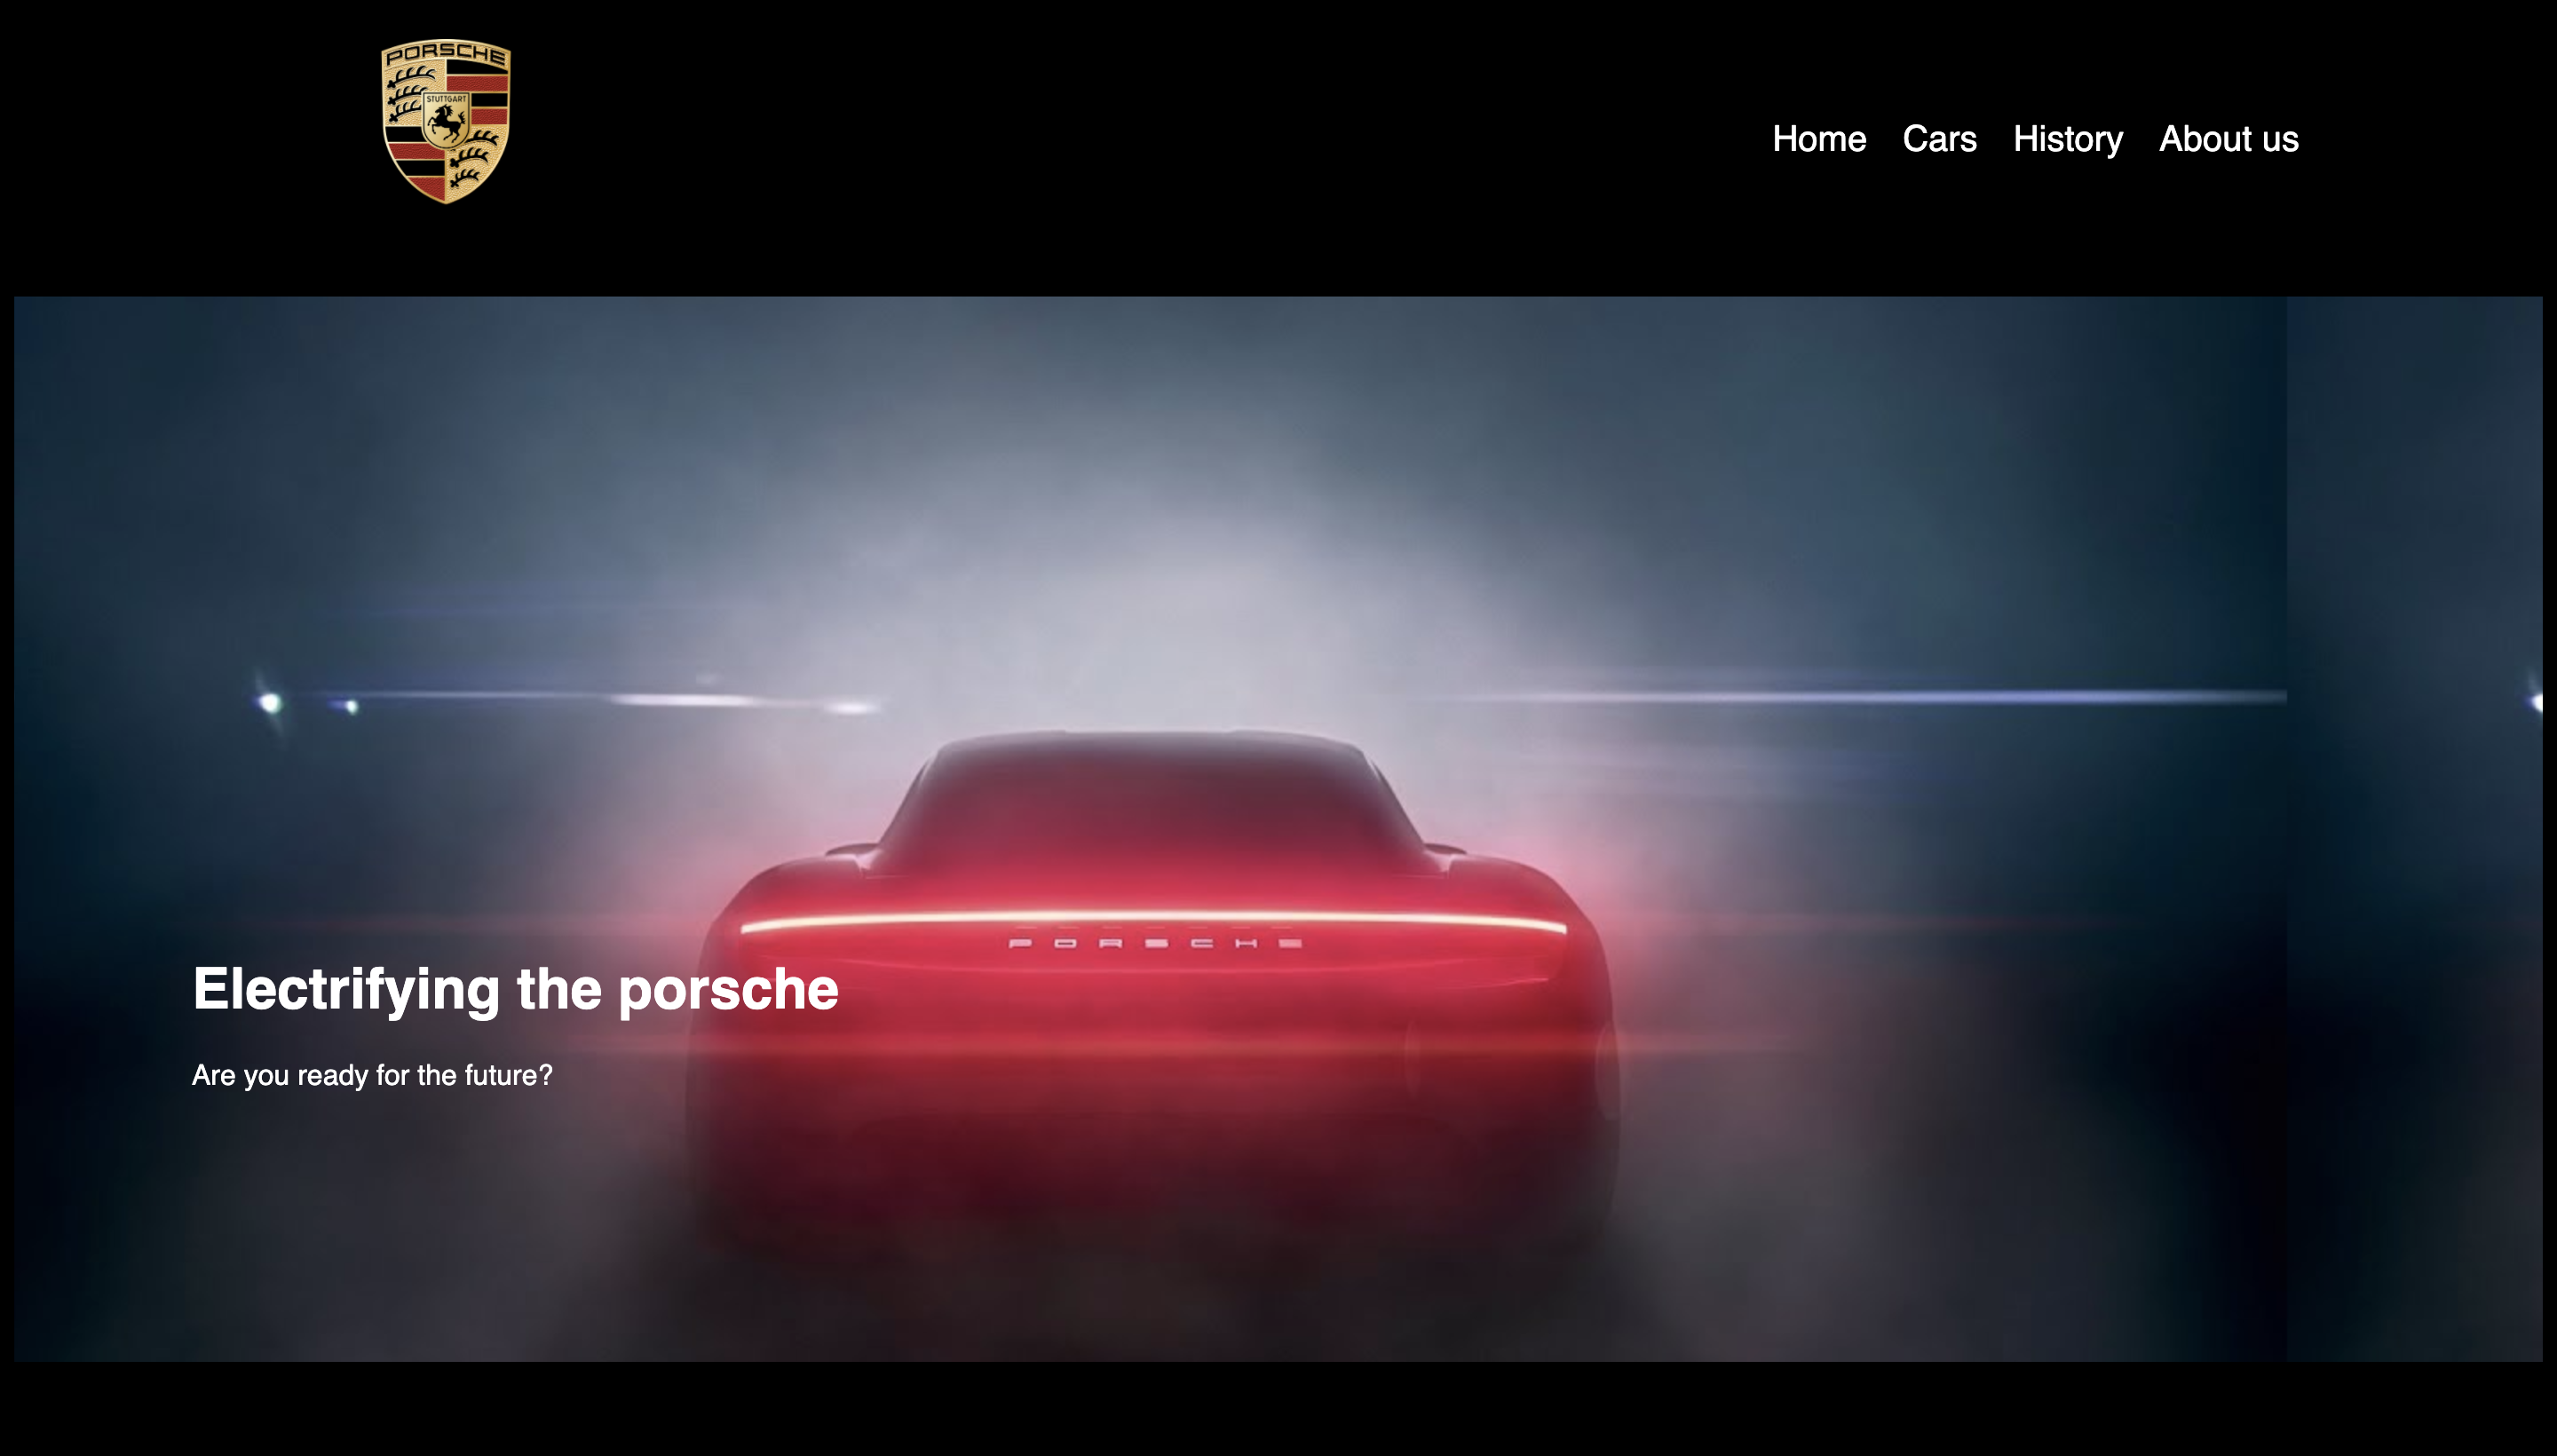 PORSCHE
STUTTGART
Home Cars History About us
PORSCHE
Electrifying the porsche
Are you ready for the future?